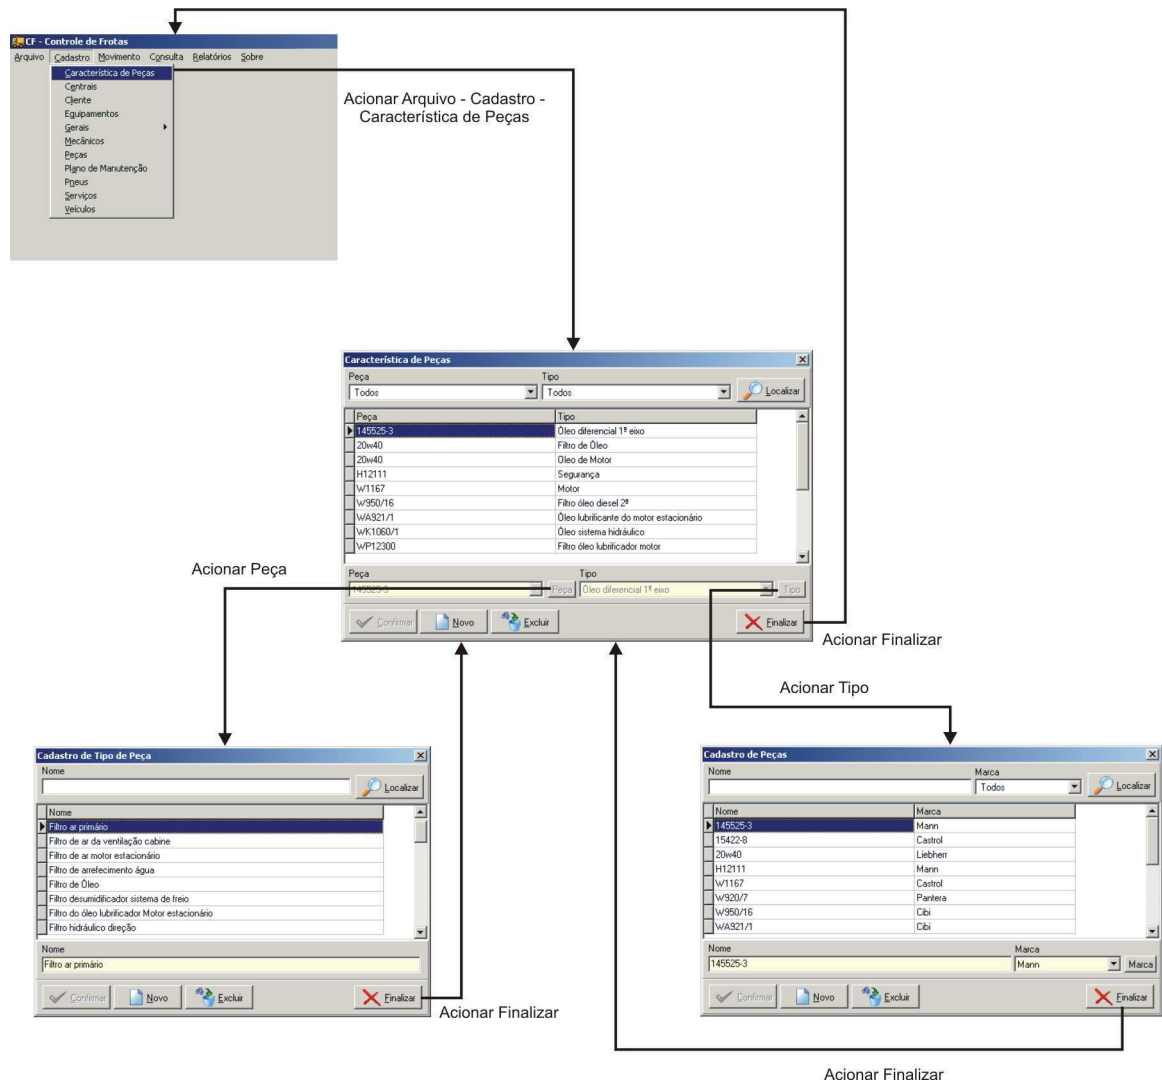 CF - Controle de Frotas
Arquivo Cadastro Movimento Consulta Relatórios Sobre
Característica de Peças
Centrais
Cliente
Equipamentos
Gerais
Mecânicos
Peças
Plano de Manutenção
Pneus
Serviços
Veículos
Acionar Arquivo - Cadastro -
Característica de Peças
Característica de Peças
Peça Tipo
Todos Todos Localizar
Peça Tipo
145525-3 Óleo diferencial 1º eixo
20w40 Filtro de Óleo
20w40 Oleo de Motor
H12111 Segurança
W1167 Motor
W950/16 Filtro óleo diesel 2º
WA921/1 Óleo lubrificante do motor estacionário
WK1060/1 Óleo sistema hidráulico
WP12300 Filtro óleo lubrificador motor
Peça Tipo
145525-3 Peça Óleo diferencial 1º eixo Tipo
Confirmar Novo Excluir Finalizar
Acionar Peça
Acionar Finalizar
Acionar Tipo
Cadastro de Tipo de Peça
Nome
Localizar
Nome
Filtro ar primário
Filtro de ar da ventilação cabine
Filtro de ar motor estacionário
Filtro de arrefecimento água
Filtro de Óleo
Filtro desumidificador sistema de freio
Filtro do óleo lubrificador Motor estacionário
Filtro hidráulico direção
Nome
Filtro ar primário
Confirmar Novo Excluir Finalizar
Acionar Finalizar
Cadastro de Peças
Nome Marca
Todos Localizar
Nome Marca
145525-3 Mann
15422-8 Castrol
20w40 Liebherr
H12111 Mann
W1167 Castrol
W920/7 Pantera
W950/16 Cibi
WA921/1 Cibi
Nome Marca
145525-3 Mann Marca
Confirmar Novo Excluir Finalizar
Acionar Finalizar